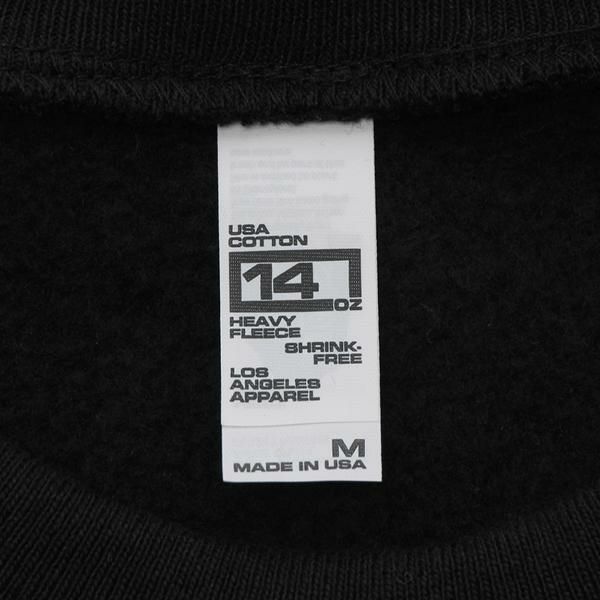 USA
COTTON
14
OZ
HEAVY
FLEECE
SHRINK-
FREE
LOS
ANGELES
APPAREL
M
MADE IN USA